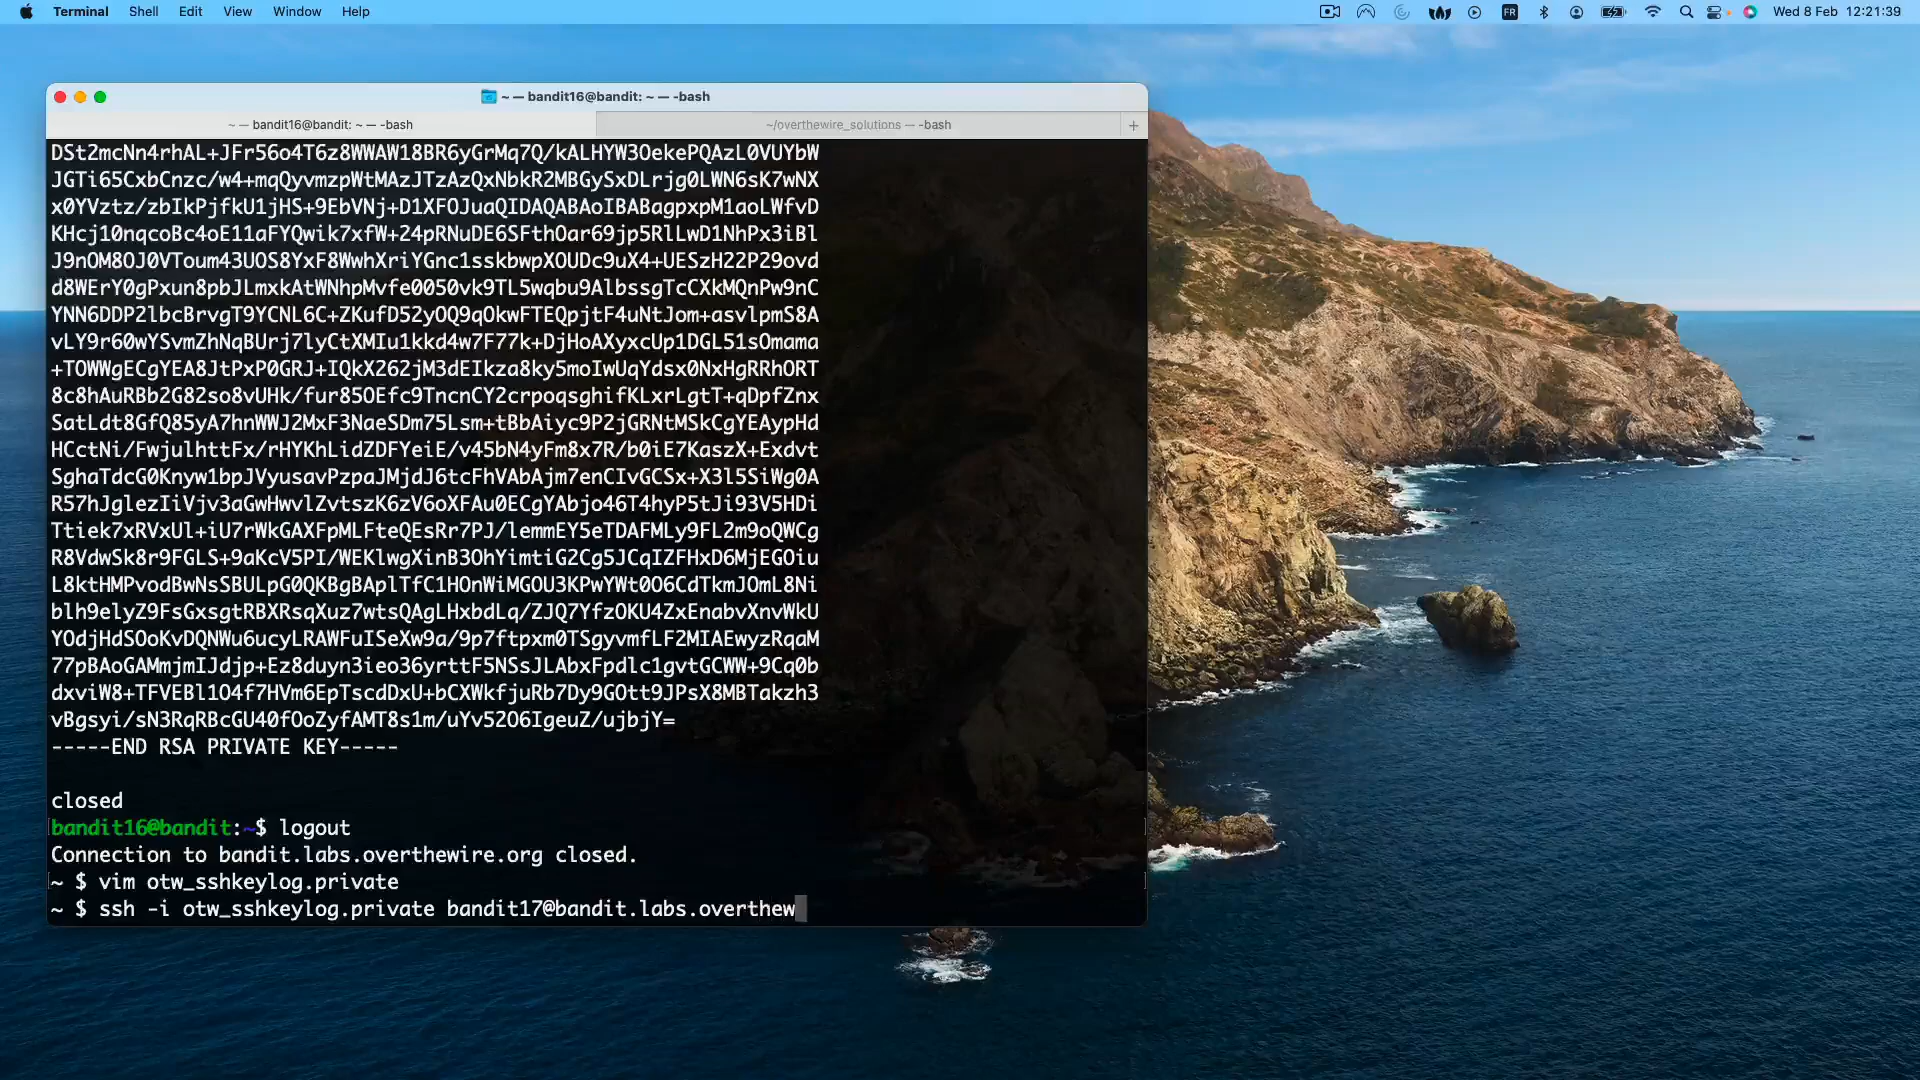 Terminal Shell Edit View Window Help FR Wed 8 Feb 12:21:39
~ — bandit16@bandit: ~ — -bash
~ — bandit16@bandit: ~ — -bash ~/overthewire_solutions — -bash +
DSt2mcNn4rhAL+JFr56o4T6z8WWAW18BR6yGrMq7Q/kALHYW3OekePQAzL0VUYbW
JGTi65CxbCnzc/w4+mqQyvmzpWtMAzJTzAzQxNbkR2MBGySxDLrjg0LWN6sK7wNX
x0YVztz/zbIkPjfkU1jHS+9EbVNj+D1XFOJuaQIDAQABAoIBABagpxpM1aoLWfvD
KHcj10nqcoBc4oE11aFYQwik7xfW+24pRNuDE6SFthOar69jp5RlLwD1NhPx3iBl
J9nOM8OJ0VToum43UOS8YxF8WwhXriYGnc1sskbwpXOUDc9uX4+UESzH22P29ovd
d8WErY0gPxun8pbJLmxkAtWNhpMvfe0050vk9TL5wqbu9AlbssgTcCXkMQnPw9nC
YNN6DDP2lbcBrvgT9YCNL6C+ZKufD52yOQ9qOkwFTEQpjtF4uNtJom+asvlpmS8A
vLY9r60wYSvmZhNqBUrj7lyCtXMIu1kkd4w7F77k+DjHoAXyxcUp1DGL51sOmama
+TOWWgECgYEA8JtPxP0GRJ+IQkX262jM3dEIkza8ky5moIwUqYdsx0NxHgRRhORT
8c8hAuRBb2G82so8vUHk/fur85OEfc9TncnCY2crpoqsghifKLxrLgtT+qDpfZnx
SatLdt8GfQ85yA7hnWWJ2MxF3NaeSDm75Lsm+tBbAiyc9P2jGRNtMSkCgYEAypHd
HCctNi/FwjulhttFx/rHYKhLidZDFYeiE/v45bN4yFm8x7R/b0iE7KaszX+Exdvt
SghaTdcG0Knyw1bpJVyusavPzpaJMjdJ6tcFhVAbAjm7enCIvGCSx+X3l5SiWg0A
R57hJglezIiVjv3aGwHwvlZvtszK6zV6oXFAu0ECgYAbjo46T4hyP5tJi93V5HDi
Ttiek7xRVxUl+iU7rWkGAXFpMLFteQEsRr7PJ/lemmEY5eTDAFMLy9FL2m9oQWCg
R8VdwSk8r9FGLS+9aKcV5PI/WEKlwgXinB3OhYimtiG2Cg5JCqIZFHxD6MjEGOiu
L8ktHMPvodBwNsSBULpG0QKBgBAplTfC1HOnWiMGOU3KPwYWt0O6CdTkmJOmL8Ni
blh9elyZ9FsGxsgtRBXRsqXuz7wtsQAgLHxbdLq/ZJQ7YfzOKU4ZxEnabvXnvWkU
YOdjHdSOoKvDQNWu6ucyLRAWFuISeXw9a/9p7ftpxm0TSgyvmfLF2MIAEwyzRqaM
77pBAoGAMmjmIJdjp+Ez8duyn3ieo36yrttF5NSsJLAbxFpdlc1gvtGCWW+9Cq0b
dxviW8+TFVEBl1O4f7HVm6EpTscdDxU+bCXWkfjuRb7Dy9GOtt9JPsX8MBTakzh3
vBgsyi/sN3RqRBcGU40fOoZyfAMT8s1m/uYv52O6IgeuZ/ujbjY=
-----END RSA PRIVATE KEY-----
closed
bandit16@bandit:~$ logout
Connection to bandit.labs.overthewire.org closed.
~ $ vim otw_sshkeylog.private
~ $ ssh -i otw_sshkeylog.private bandit17@bandit.labs.overthew